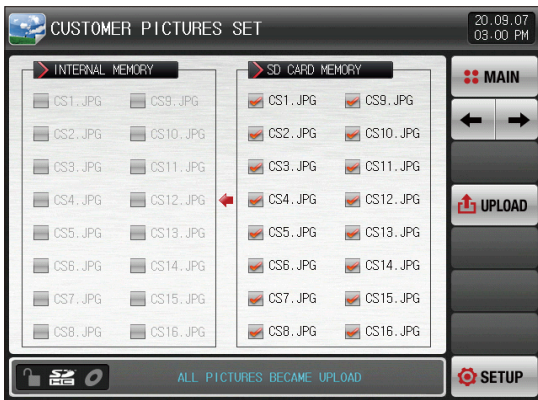 CUSTOMER PICTURES SET
20.09.07
03:00 PM
INTERNAL MEMORY
CS1.JPG CS9.JPG
CS2.JPG CS10.JPG
CS3.JPG CS11.JPG
CS4.JPG CS12.JPG
CS5.JPG CS13.JPG
CS6.JPG CS14.JPG
CS7.JPG CS15.JPG
CS8.JPG CS16.JPG
SD CARD MEMORY
CS1.JPG CS9.JPG
CS2.JPG CS10.JPG
CS3.JPG CS11.JPG
CS4.JPG CS12.JPG
CS5.JPG CS13.JPG
CS6.JPG CS14.JPG
CS7.JPG CS15.JPG
CS8.JPG CS16.JPG
MAIN
UPLOAD
SETUP
SD HC
ALL PICTURES BECAME UPLOAD